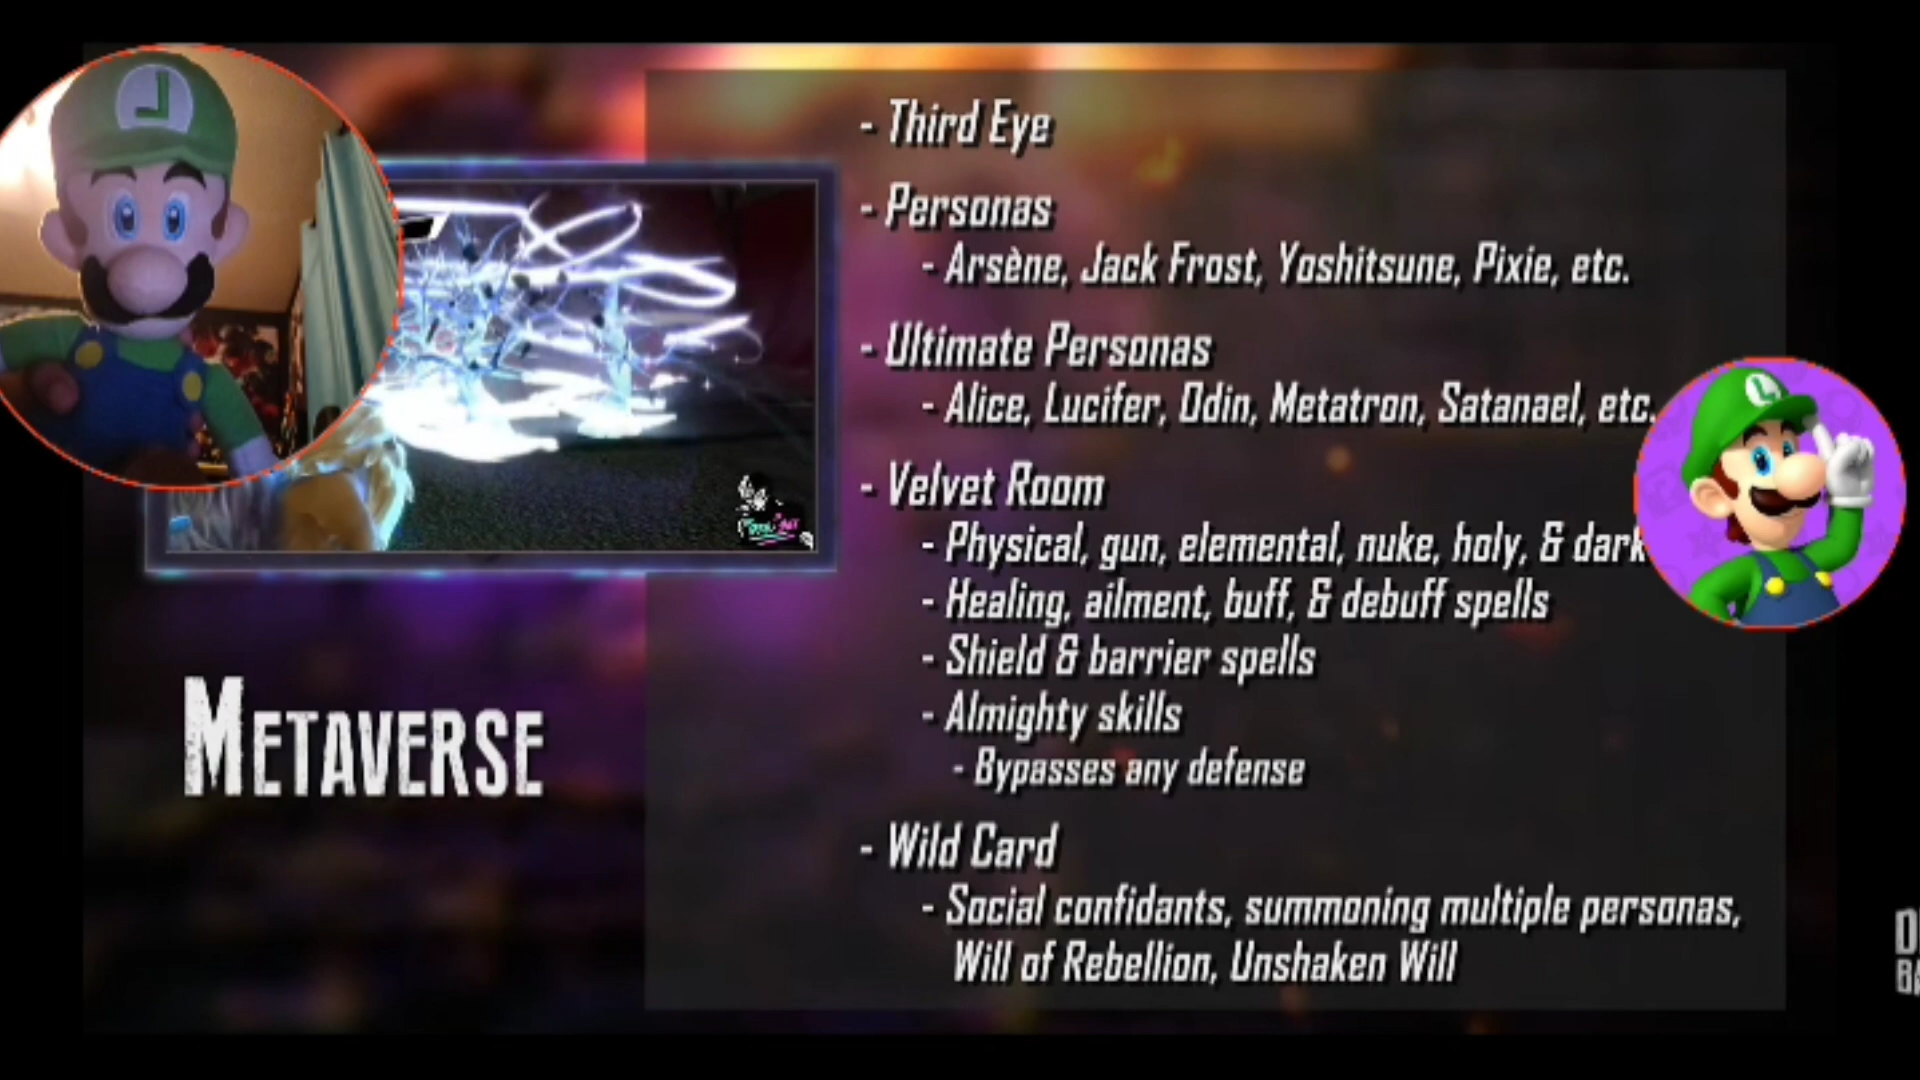 - Third Eye
- Personas
- Arsène, Jack Frost, Yoshitsune, Pixie, etc.
- Ultimate Personas
- Alice, Lucifer, Odin, Metatron, Satanael, etc.
- Velvet Room
- Physical, gun, elemental, nuke, holy, & dark
- Healing, ailment, buff, & debuff spells
- Shield & barrier spells
- Almighty skills
- Bypasses any defense
- Wild Card
- Social confidants, summoning multiple personas,
Will of Rebellion, Unshaken Will
METAVERSE
L
L